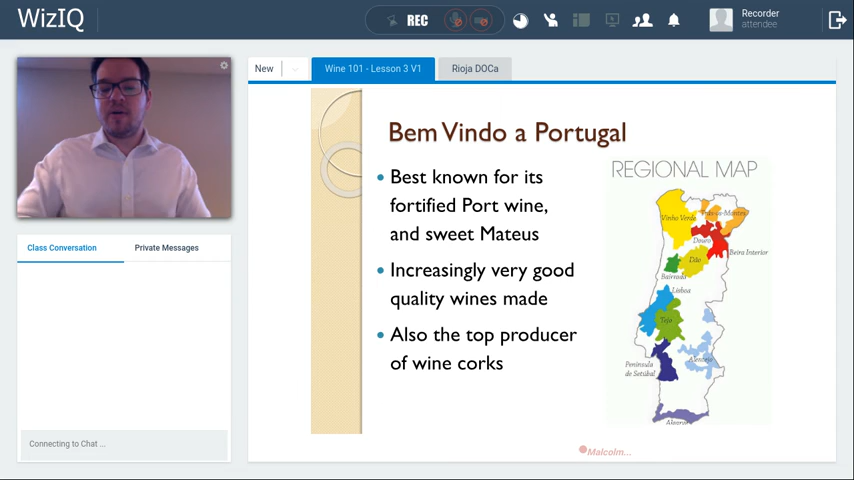 WizIQ
REC
Recorder
attendee
New
Wine 101 - Lesson 3 V1
Rioja DOCa
Class Conversation
Private Messages
Connecting to Chat ...
Bem Vindo a Portugal
• Best known for its
fortified Port wine,
and sweet Mateus
• Increasingly very good
quality wines made
• Also the top producer
of wine corks
REGIONAL MAP
Vinho Verde
Trás-os-Montes
Douro
Beira Interior
Dão
Bairrada
Lisboa
Tejo
Península
de Setúbal
Alentejo
Malcolm...